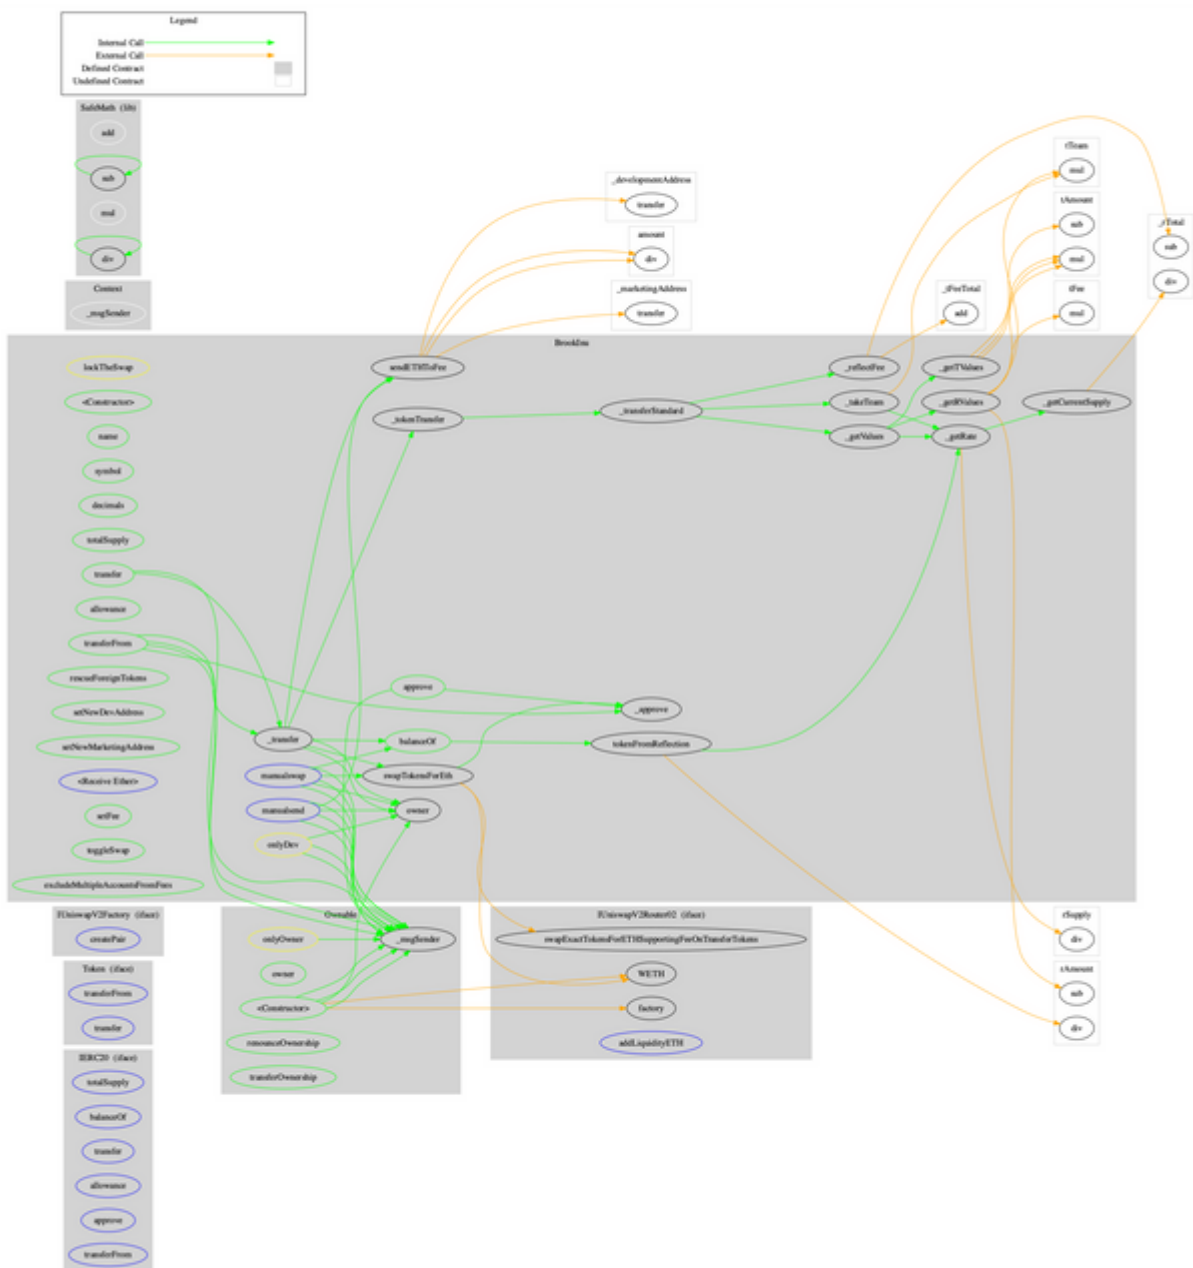 Legend
Internal Call
External Call
Defined Contract
Undefined Contract
SafeMath (lib)
add
sub
mul
div
Context
_msgSender
_developmentAddress
transfer
amount
div
_marketingAddress
transfer
_tFeeTotal
add
tTeam
mul
tAmount
sub
mul
tFee
mul
_rTotal
sub
div
lockTheSwap
<Constructor>
name
symbol
decimals
totalSupply
transfer
allowance
transferFrom
rescueForeignTokens
setNewDevAddress
setNewMarketingAddress
<Receive Ether>
setFee
toggleSwap
excludeMultipleAccountsFromFees
sendETHToFee
_tokenTransfer
_transferStandard
_reflectFee
_takeTeam
_getValues
_getTValues
_getRValues
_getRate
_getCurrentSupply
approve
_approve
_transfer
balanceOf
tokenFromReflection
manualswap
swapTokensForEth
manualsend
owner
onlyDev
IUniswapV2Factory (iface)
createPair
Token (iface)
transferFrom
transfer
IERC20 (iface)
totalSupply
balanceOf
transfer
allowance
approve
transferFrom
Ownable
onlyOwner
_msgSender
owner
<Constructor>
renounceOwnership
transferOwnership
IUniswapV2Router02 (iface)
swapExactTokensForETHSupportingFeeOnTransferTokens
WETH
factory
addLiquidityETH
rSupply
div
rAmount
sub
div